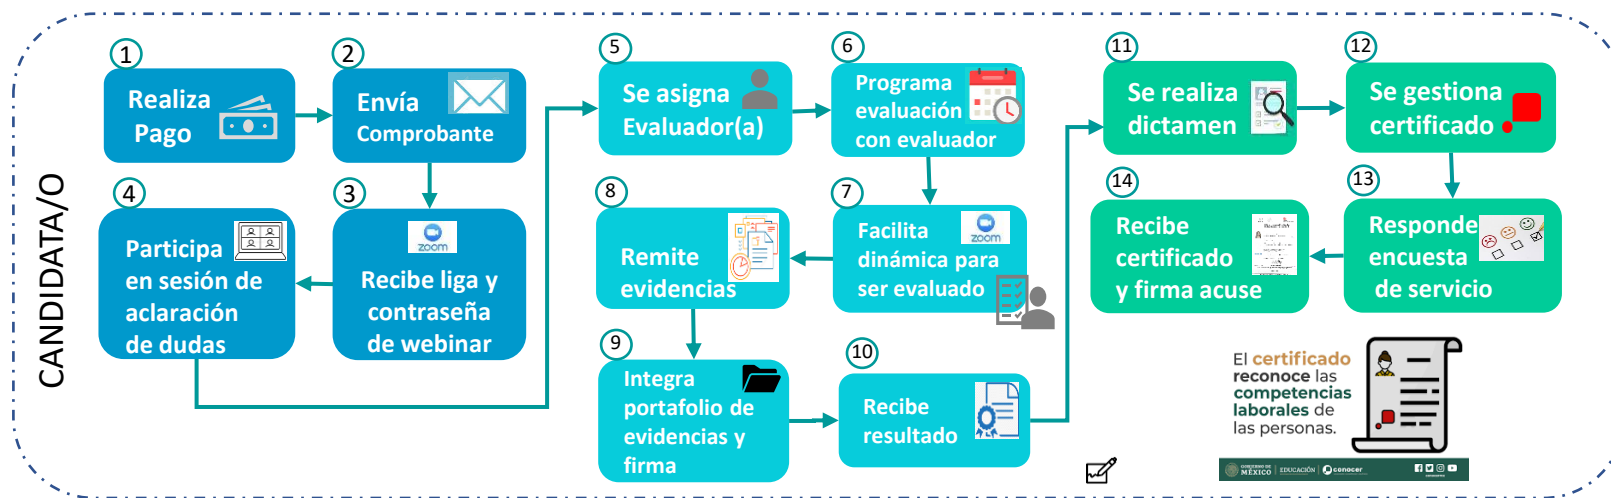 CANDIDATA/O
1
Realiza
Pago
2
Envía
Comprobante
3
zoom
Recibe liga y
contraseña
de webinar
4
Participa
en sesión de
aclaración
de dudas
5
Se asigna
Evaluador(a)
6
Programa
evaluación
con evaluador
7
zoom
Facilita
dinámica para
ser evaluado
8
Remite
evidencias
9
Integra
portafolio de
evidencias y
firma
10
Recibe
resultado
11
Se realiza
dictamen
12
Se gestiona
certificado
13
Responde
encuesta
de servicio
14
Recibe
certificado
y firma acuse
El certificado
reconoce las
competencias
laborales de
las personas.
GOBIERNO DE
MÉXICO
EDUCACIÓN
conocer